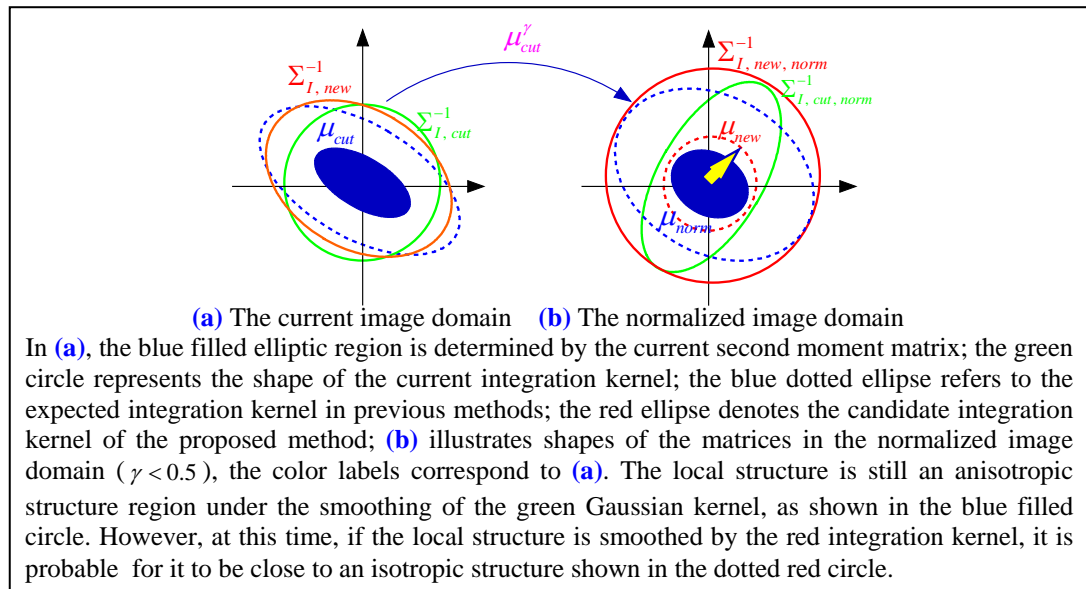 μ^γ_cut
Σ^-1_I, new
Σ^-1_I, cut
μ_cut
Σ^-1_I, new, norm
Σ^-1_I, cut, norm
μ_new
μ_norm
(a) The current image domain (b) The normalized image domain
In (a), the blue filled elliptic region is deternined by the current second moment matrix; the green
circle represents the shape of the current integration kernel; the blue dotted ellipse refers to the
expected integration kernel in previous methods; the red ellipse denotes the candidate integration
kernel of the proposed method; (b) illustrates shapes of the matrices in the normalized image
domain ( γ < 0.5 ), the color labels correspond to (a). The local structure is still an anisotropic
structure region under the smoothing of the green Gaussian kernel, as shown in the blue filled
circle. However, at this time, if the local structure is smoothed by the red integration kernel, it is
probable for it to be close to an isotropic structure shown in the dotted red circle.